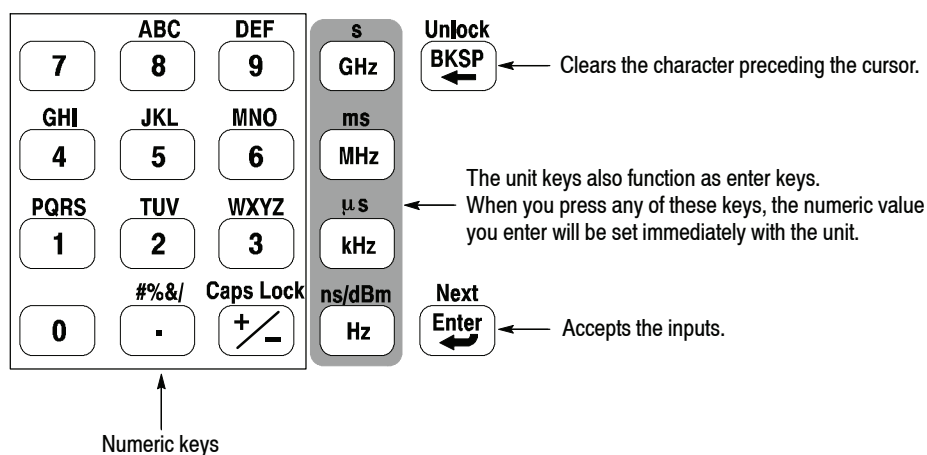 ABC DEF s Unlock
7 8 9 GHz BKSP Clears the character preceding the cursor.
GHI JKL MNO ms
4 5 6 MHz
The unit keys also function as enter keys.
PQRS TUV WXYZ μs When you press any of these keys, the numeric value
1 2 3 kHz you enter will be set immediately with the unit.
#%&/ Caps Lock ns/dBm Next
0 . +/- Hz Enter Accepts the inputs.
Numeric keys